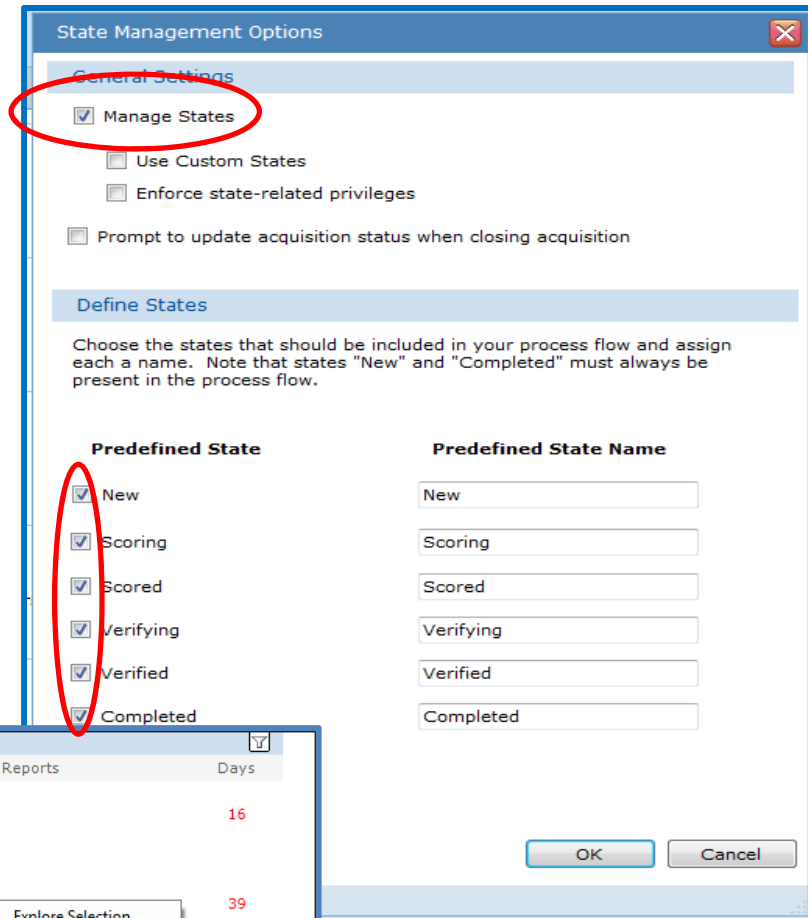 State Management Options
General Settings
Manage States
Use Custom States
Enforce state-related privileges
Prompt to update acquisition status when closing acquisition
Define States
Choose the states that should be included in your process flow and assign
each a name.  Note that states "New" and "Completed" must always be
present in the process flow.
Predefined State Predefined State Name
New New
Scoring Scoring
Scored Scored
Verifying Verifying
Verified Verified
Completed Completed
Reports Days
16
OK Cancel
39
Explore Selection